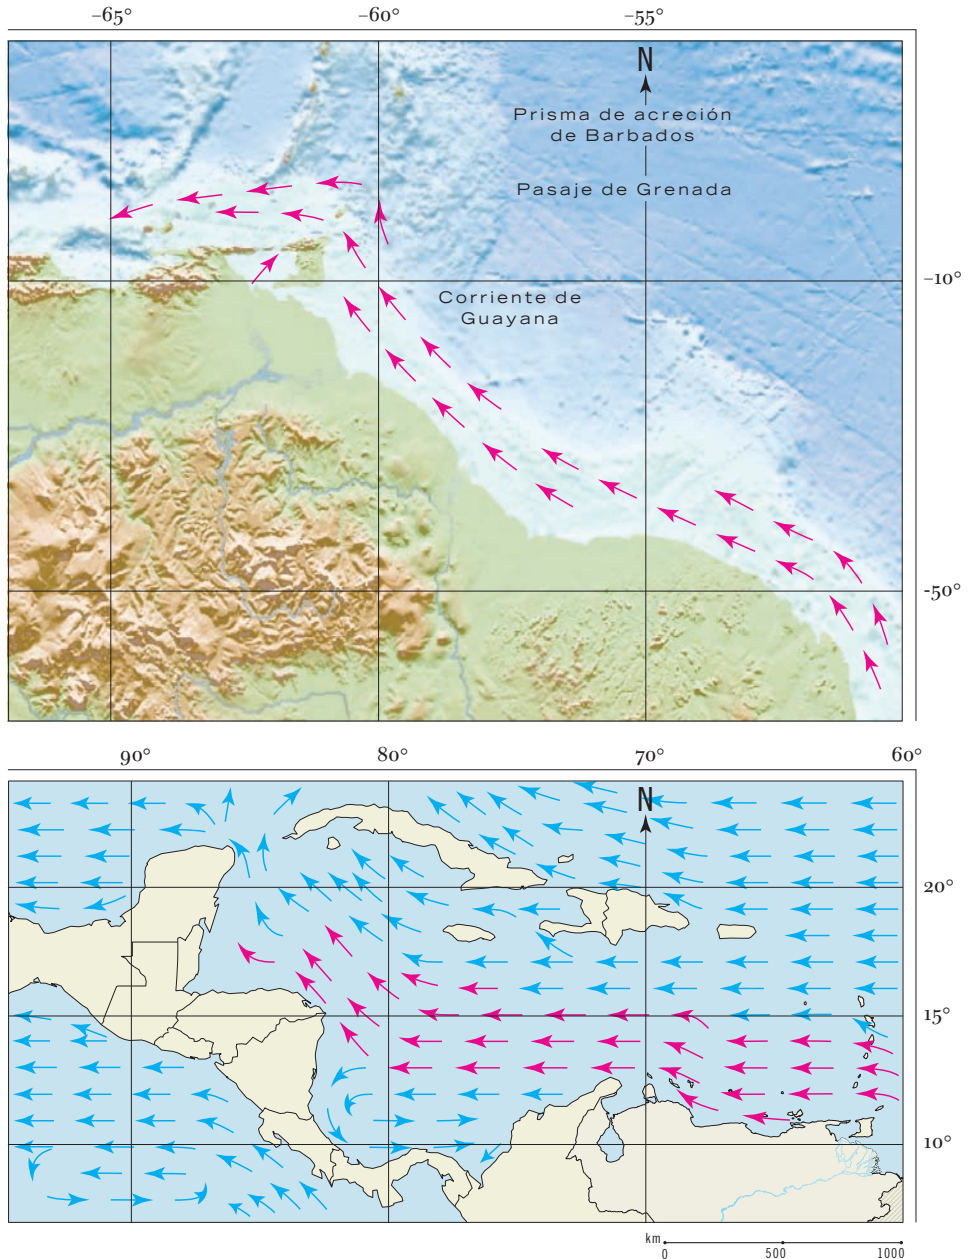 −65° −60° −55°
N
Prisma de acreción
de Barbados
Pasaje de Grenada
−10°
Corriente de
Guayana
-50°
90° 80° 70° 60°
N
20°
15°
10°
km
0 500 1000